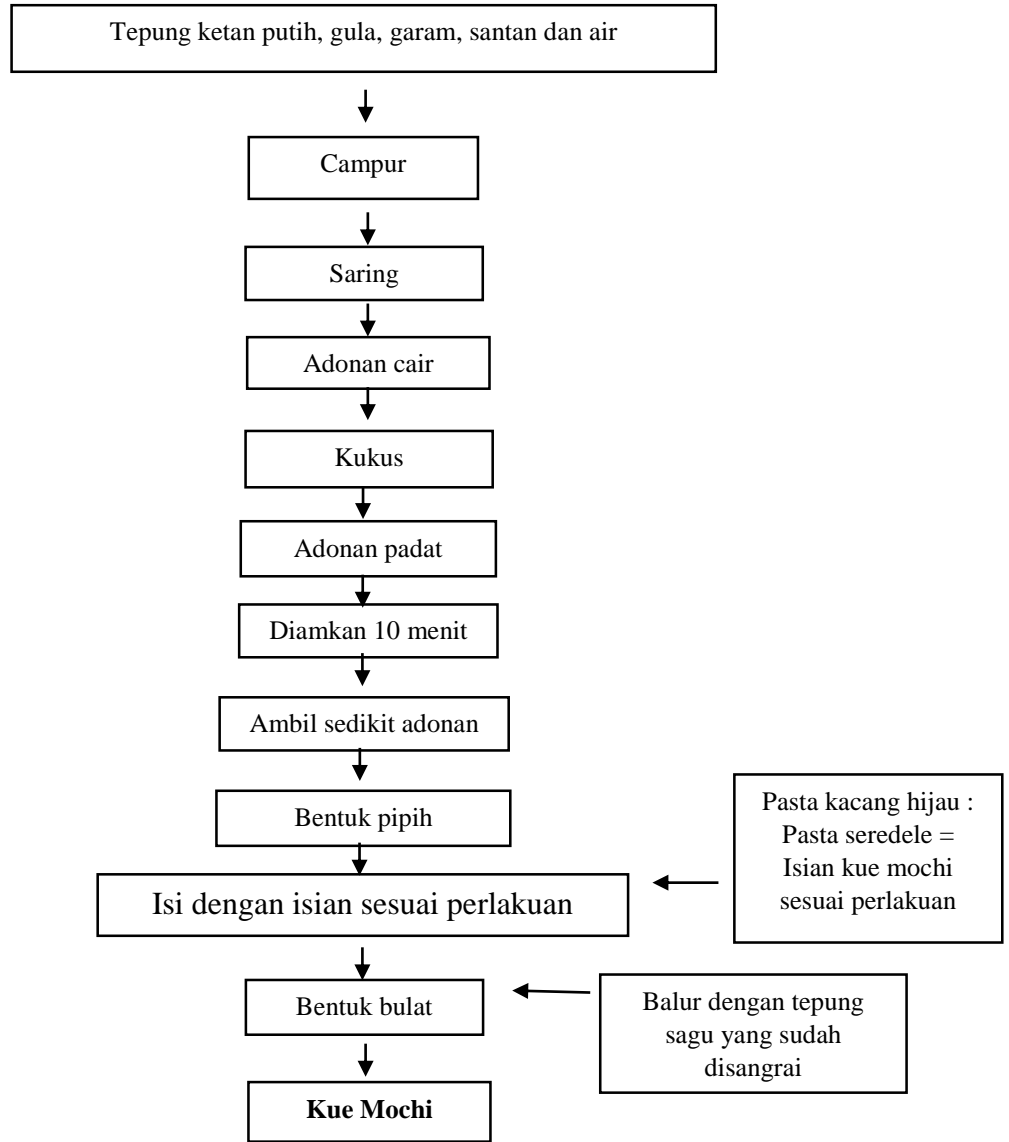 Tepung ketan putih, gula, garam, santan dan air
Campur
Saring
Adonan cair
Kukus
Adonan padat
Diamkan 10 menit
Ambil sedikit adonan
Bentuk pipih
Pasta kacang hijau :
Pasta seredele =
Isian kue mochi
sesuai perlakuan
Isi dengan isian sesuai perlakuan
Bentuk bulat
Balur dengan tepung
sagu yang sudah
disangrai
Kue Mochi